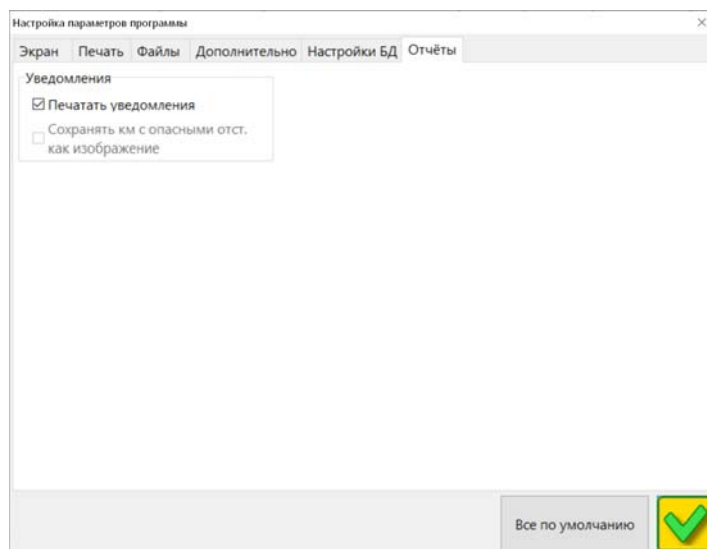 Настройка параметров программы
Экран Печать Файлы Дополнительно Настройки БД Отчёты
Уведомления
Печатать уведомления
Сохранять км с опасными отст.
как изображение
Все по умолчанию